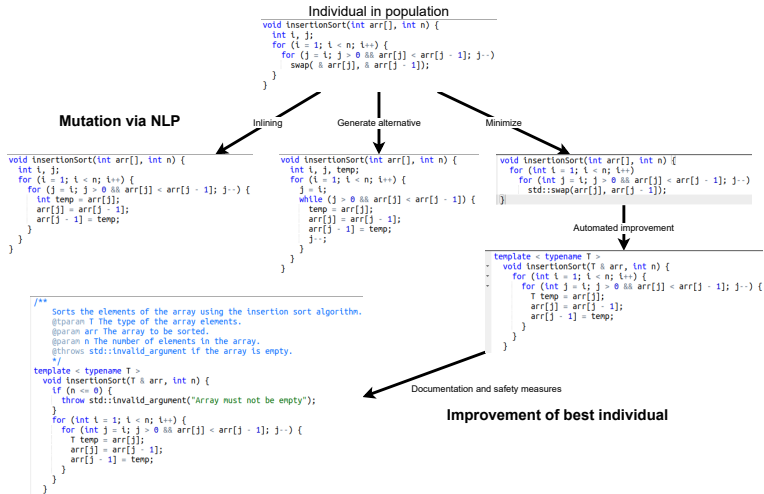 Individual in population
void insertionSort(int arr[], int n) {
int i, j;
for (i = 1; i < n; i++) {
for (j = i; j > 0 && arr[j] < arr[j - 1]; j--)
swap( & arr[j], & arr[j - 1]);
}
}
Mutation via NLP
Inlining
Generate alternative
Minimize
void insertionSort(int arr[], int n) {
int i, j;
for (i = 1; i < n; i++) {
for (j = i; j > 0 && arr[j] < arr[j - 1]; j--) {
int temp = arr[j];
arr[j] = arr[j - 1];
arr[j - 1] = temp;
}
}
}
void insertionSort(int arr[], int n) {
int i, j, temp;
for (i = 1; i < n; i++) {
j = i;
while (j > 0 && arr[j] < arr[j - 1]) {
temp = arr[j];
arr[j] = arr[j - 1];
arr[j - 1] = temp;
j--;
}
}
}
void insertionSort(int arr[], int n) {
for (int i = 1; i < n; i++)
for (int j = i; j > 0 && arr[j] < arr[j - 1]; j--)
std::swap(arr[j], arr[j - 1]);
}
Automated improvement
template < typename T >
void insertionSort(T & arr, int n) {
for (int i = 1; i < n; i++) {
for (int j = i; j > 0 && arr[j] < arr[j - 1]; j--) {
T temp = arr[j];
arr[j] = arr[j - 1];
arr[j - 1] = temp;
}
}
}
Documentation and safety measures
Improvement of best individual
/**
Sorts the elements of the array using the insertion sort algorithm.
@tparam T The type of the array elements.
@param arr The array to be sorted.
@param n The number of elements in the array.
@throws std::invalid_argument if the array is empty.
*/
template < typename T >
void insertionSort(T & arr, int n) {
if (n <= 0) {
throw std::invalid_argument("Array must not be empty");
}
for (int i = 1; i < n; i++) {
for (int j = i; j > 0 && arr[j] < arr[j - 1]; j--) {
T temp = arr[j];
arr[j] = arr[j - 1];
arr[j - 1] = temp;
}
}
}